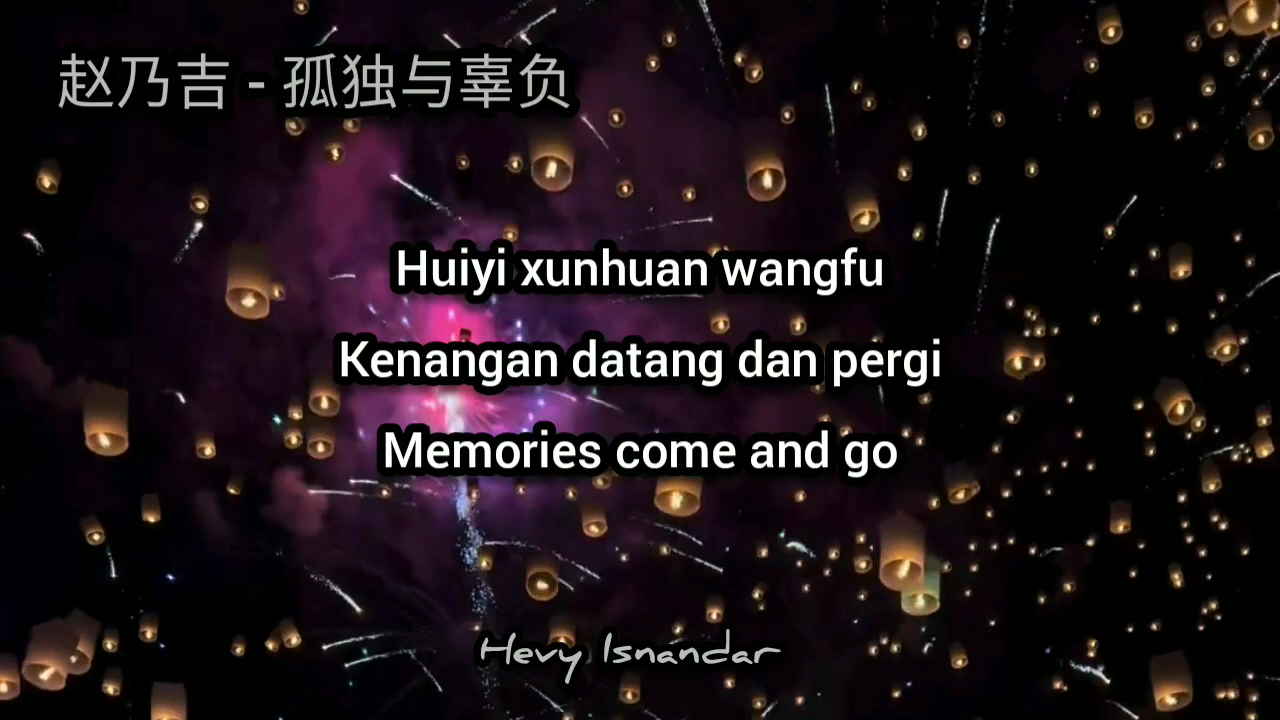 赵乃吉 - 孤独与辜负
Huiyi xunhuan wangfu
Kenangan datang dan pergi
Memories come and go
Hevy Isnandar